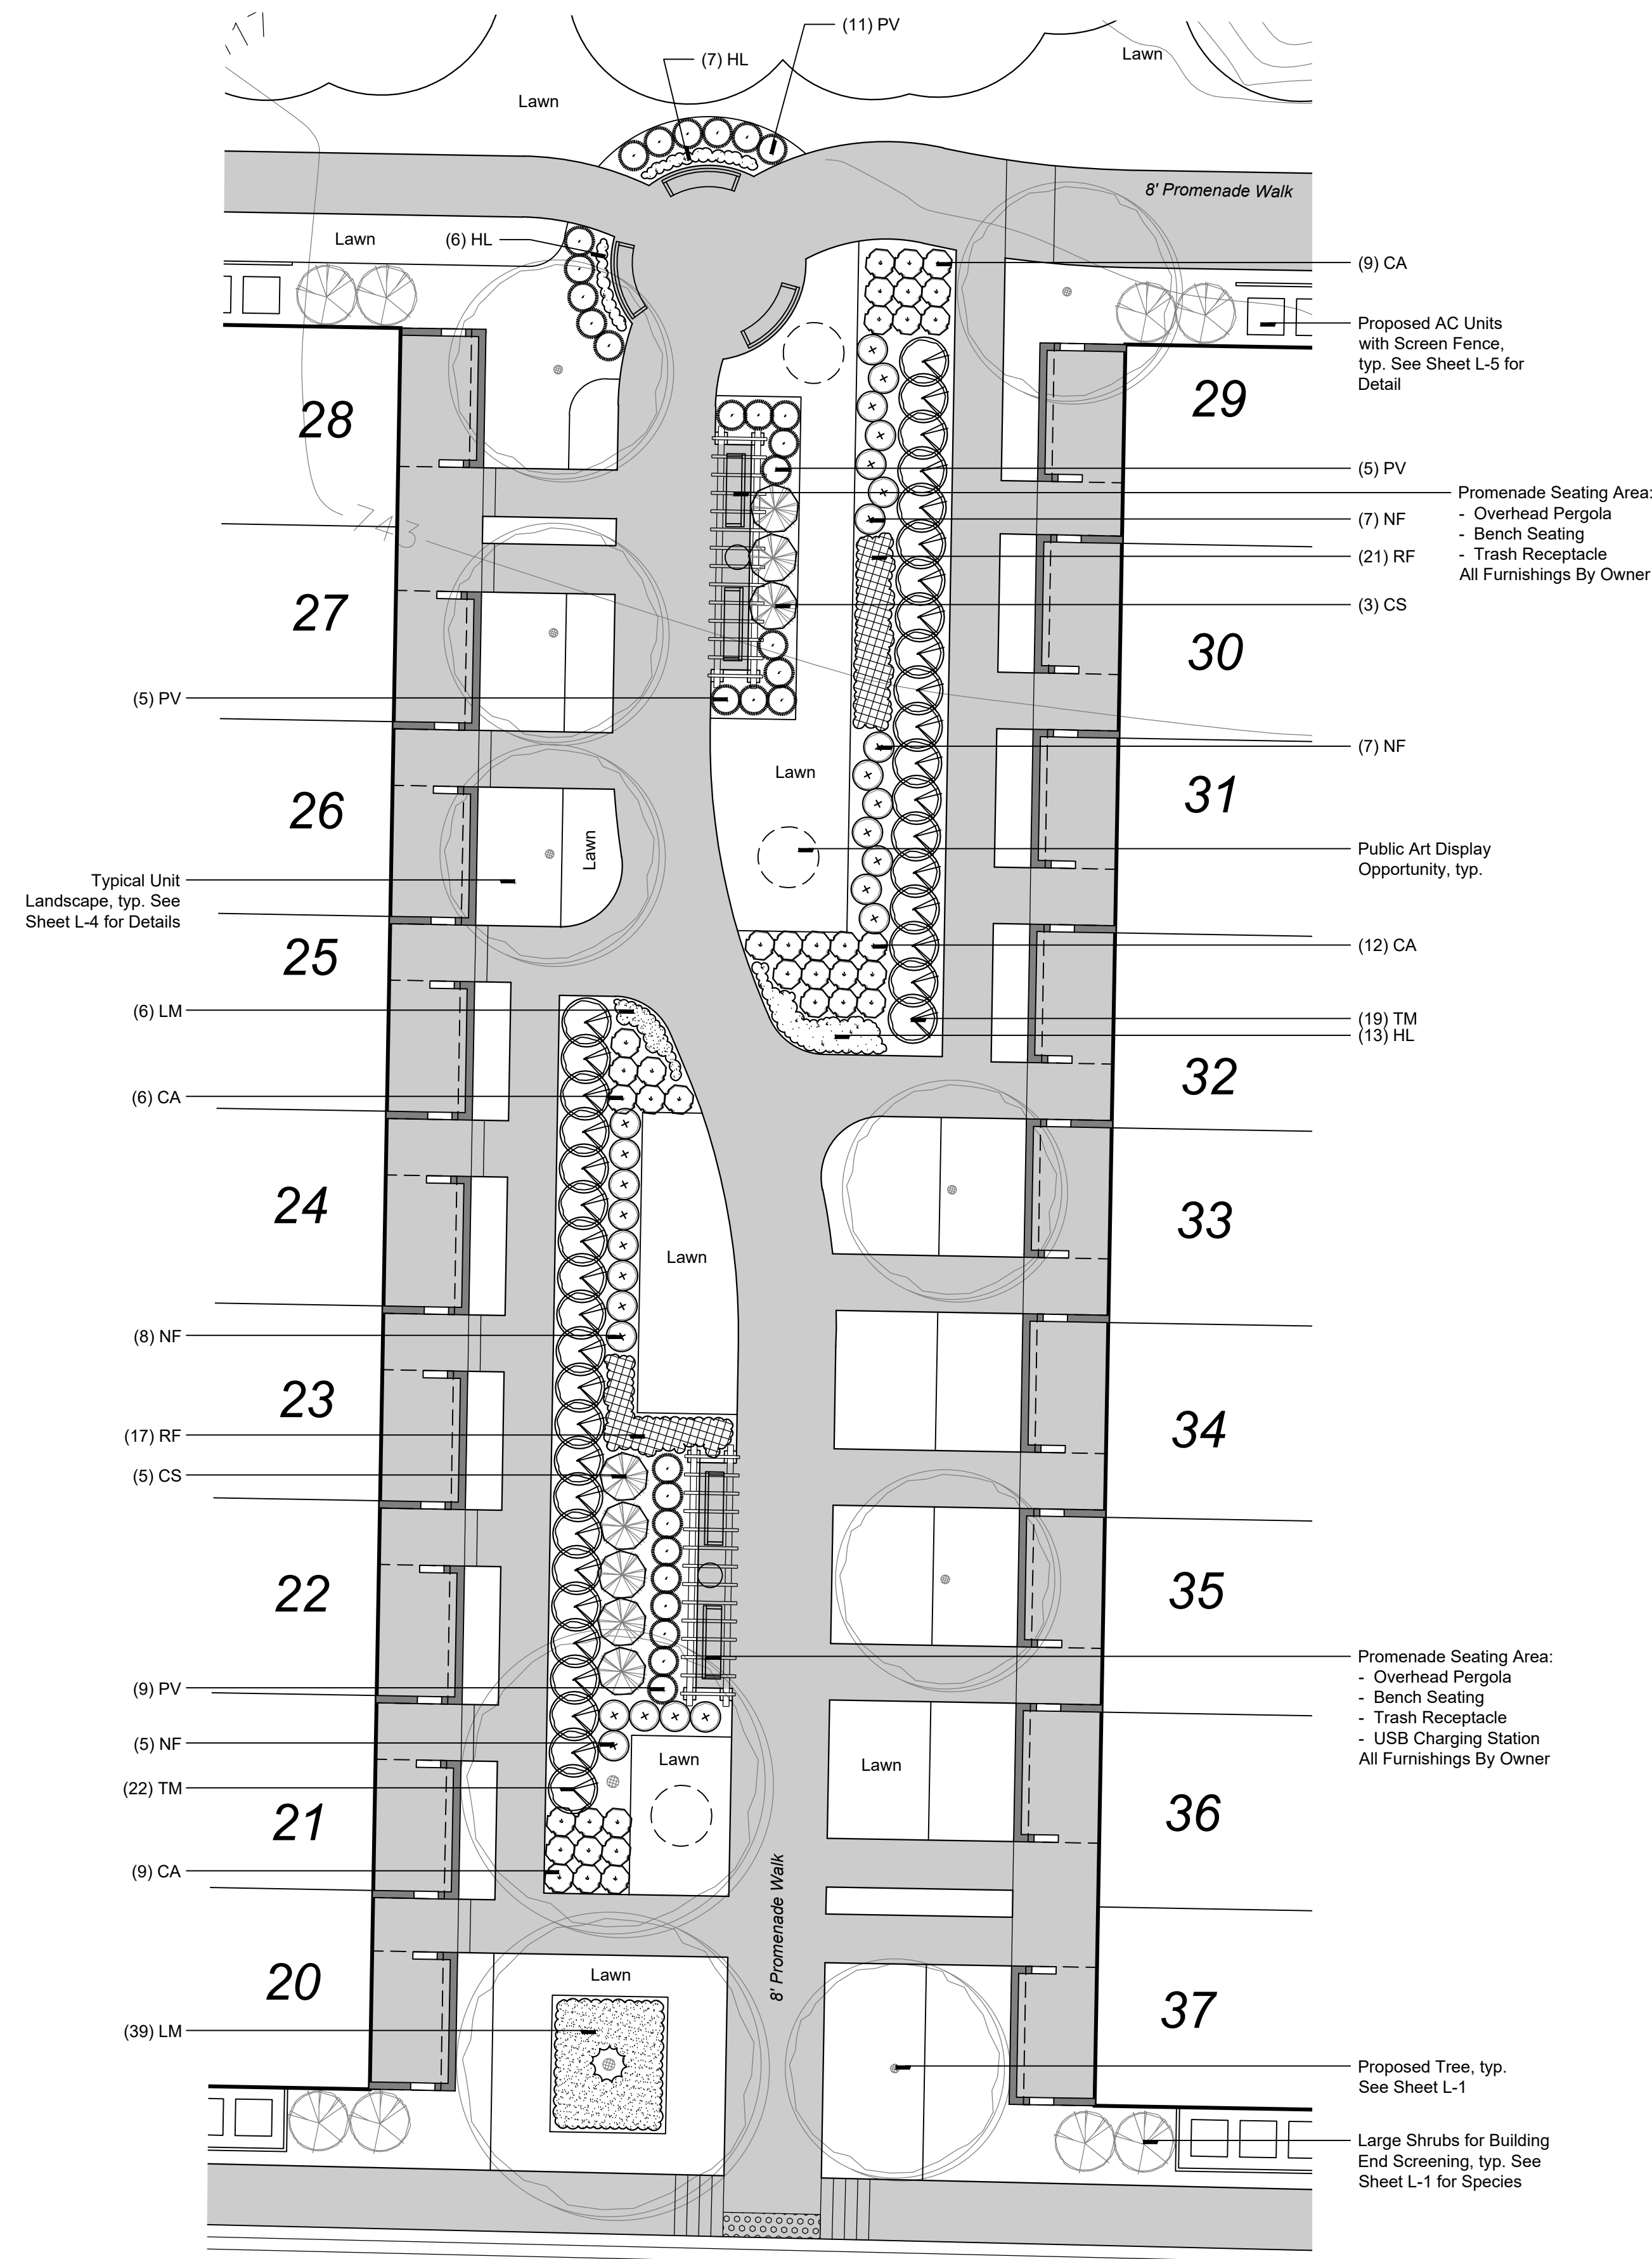 (11) PV
(7) HL
Lawn
Lawn
8' Promenade Walk
Lawn
(6) HL
(9) CA
Proposed AC Units
with Screen Fence,
typ. See Sheet L-5 for
Detail
28
29
(5) PV
Promenade Seating Area:
- Overhead Pergola
- Bench Seating
- Trash Receptacle
All Furnishings By Owner
(7) NF
743
(21) RF
27
(3) CS
30
(5) PV
(7) NF
Lawn
26
31
Lawn
Public Art Display
Opportunity, typ.
Typical Unit
Landscape, typ. See
Sheet L-4 for Details
25
(12) CA
(6) LM
(19) TM
(13) HL
32
(6) CA
24
33
Lawn
(8) NF
23
34
(17) RF
(5) CS
22
35
Promenade Seating Area:
- Overhead Pergola
- Bench Seating
- Trash Receptacle
- USB Charging Station
All Furnishings By Owner
(9) PV
(5) NF
Lawn
Lawn
(22) TM
21
36
(9) CA
8' Promenade Walk
20
Lawn
37
(39) LM
Proposed Tree, typ.
See Sheet L-1
Large Shrubs for Building
End Screening, typ. See
Sheet L-1 for Species